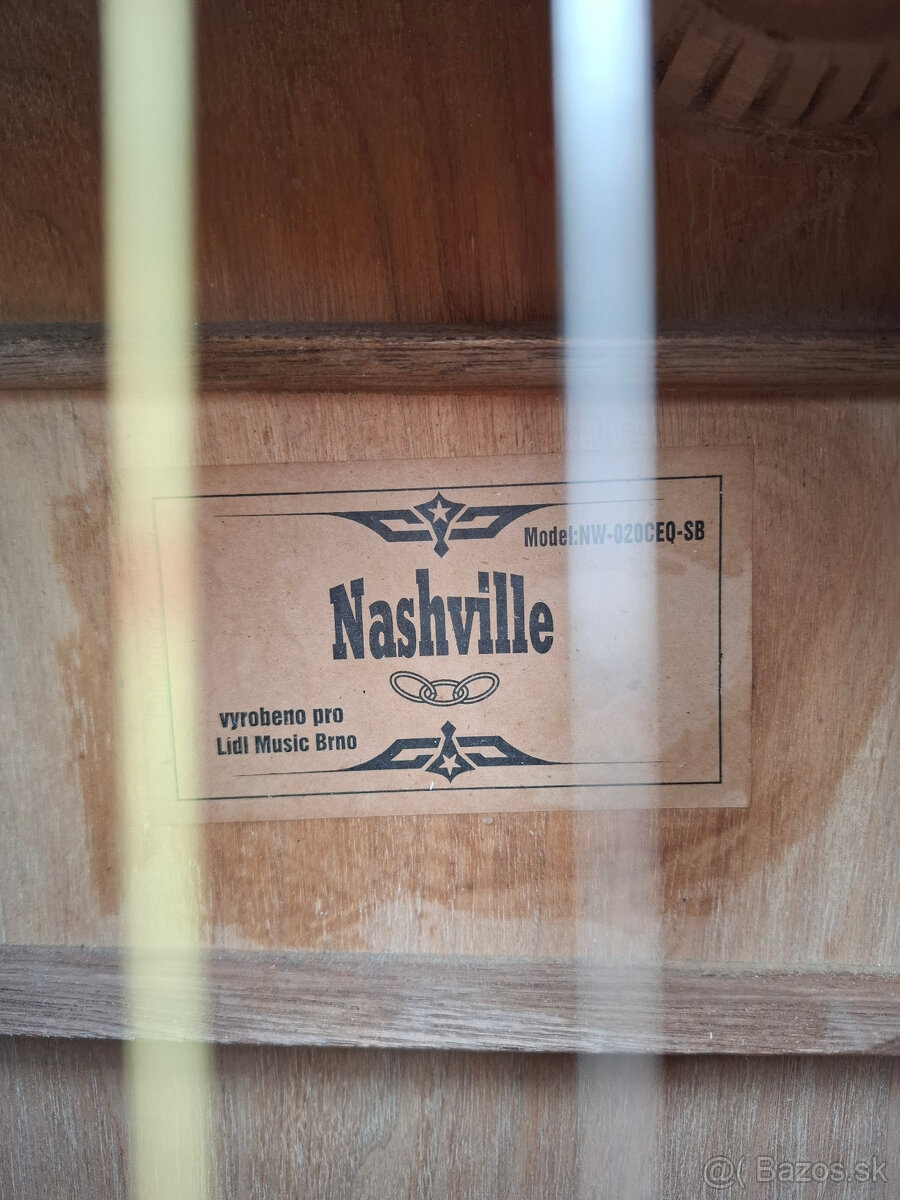 Model:NW-020CEQ-SB
Nashville
vyrobeno pro
Lídl Music Brno
@( Bazos.sk